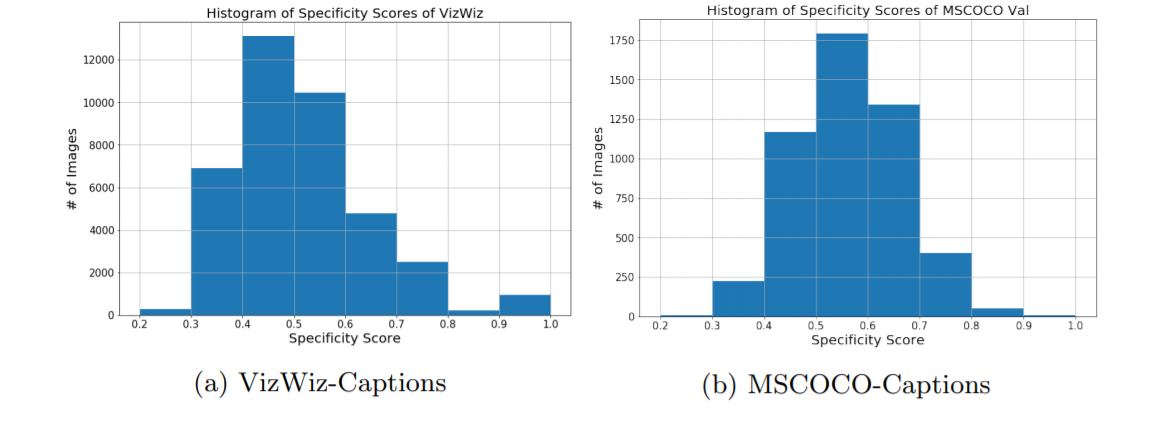 Histogram of Specificity Scores of VizWiz
12000
10000
8000
6000
4000
2000
0
# of Images
0.2 0.3 0.4 0.5 0.6 0.7 0.8 0.9 1.0
Specificity Score
(a) VizWiz-Captions
Histogram of Specificity Scores of MSCOCO Val
1750
1500
1250
1000
750
500
250
0
# of Images
0.2 0.3 0.4 0.5 0.6 0.7 0.8 0.9 1.0
Specificity Score
(b) MSCOCO-Captions